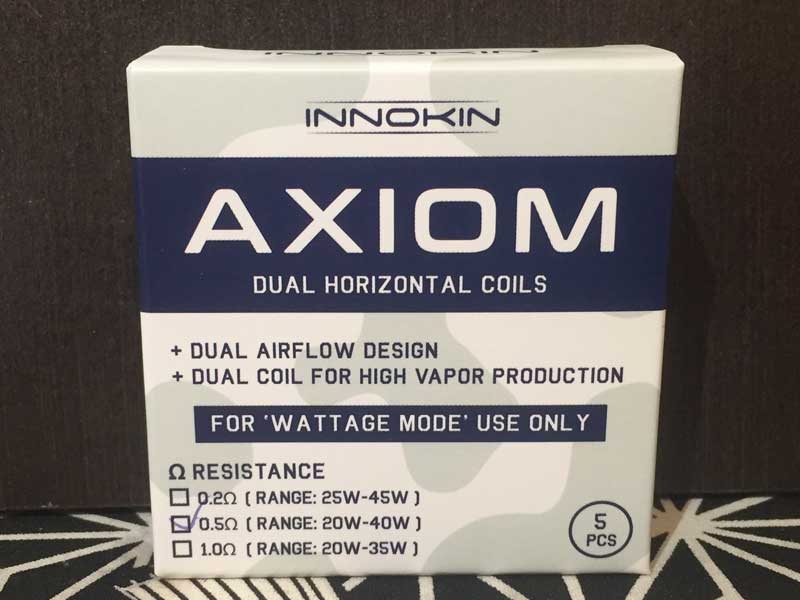 INNOKIN
INNOKIN
AXIOM
DUAL HORIZONTAL COILS
+ DUAL AIRFLOW DESIGN
+ DUAL COIL FOR HIGH VAPOR PRODUCTION
FOR 'WATTAGE MODE' USE ONLY
Ω RESISTANCE
0.2Ω ( RANGE: 25W-45W )
0.5Ω ( RANGE: 20W-40W )
1.0Ω ( RANGE: 20W-35W )
5
PCS